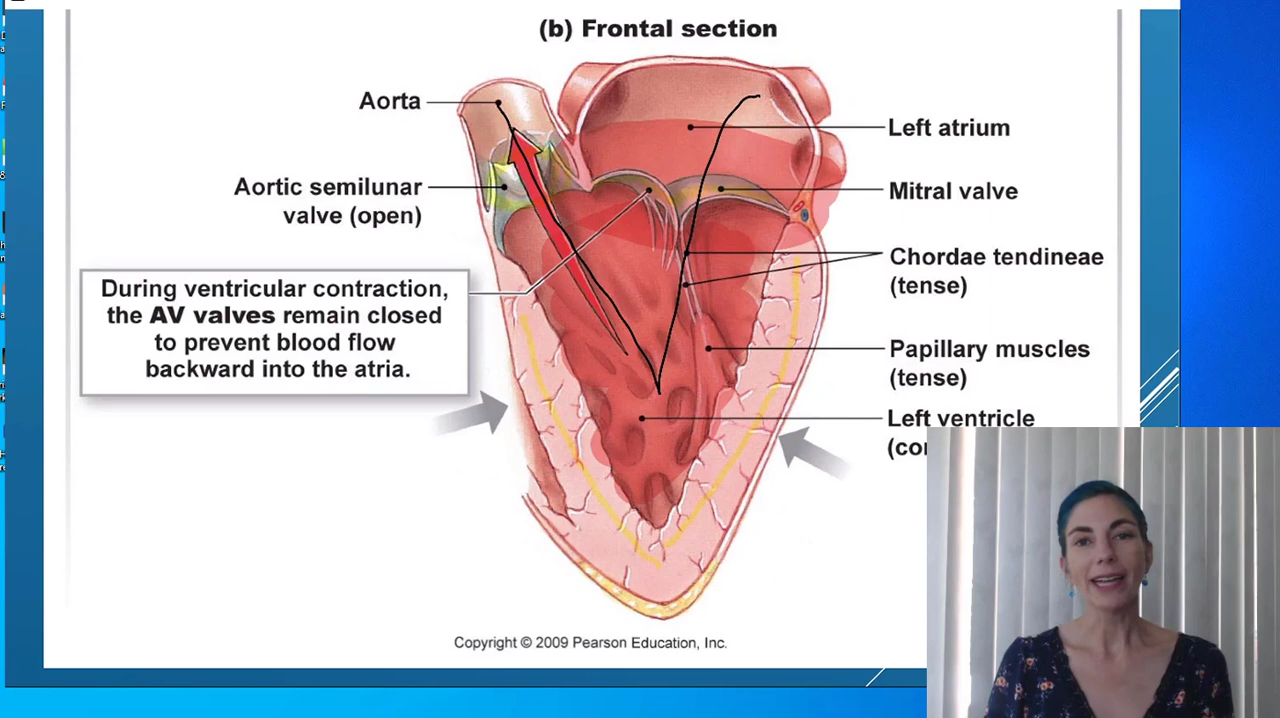 (b) Frontal section
Aorta
Left atrium
Aortic semilunar
valve (open)
Mitral valve
Chordae tendineae
(tense)
During ventricular contraction,
the AV valves remain closed
to prevent blood flow
backward into the atria.
Papillary muscles
(tense)
Left ventricle
Copyright © 2009 Pearson Education, Inc.